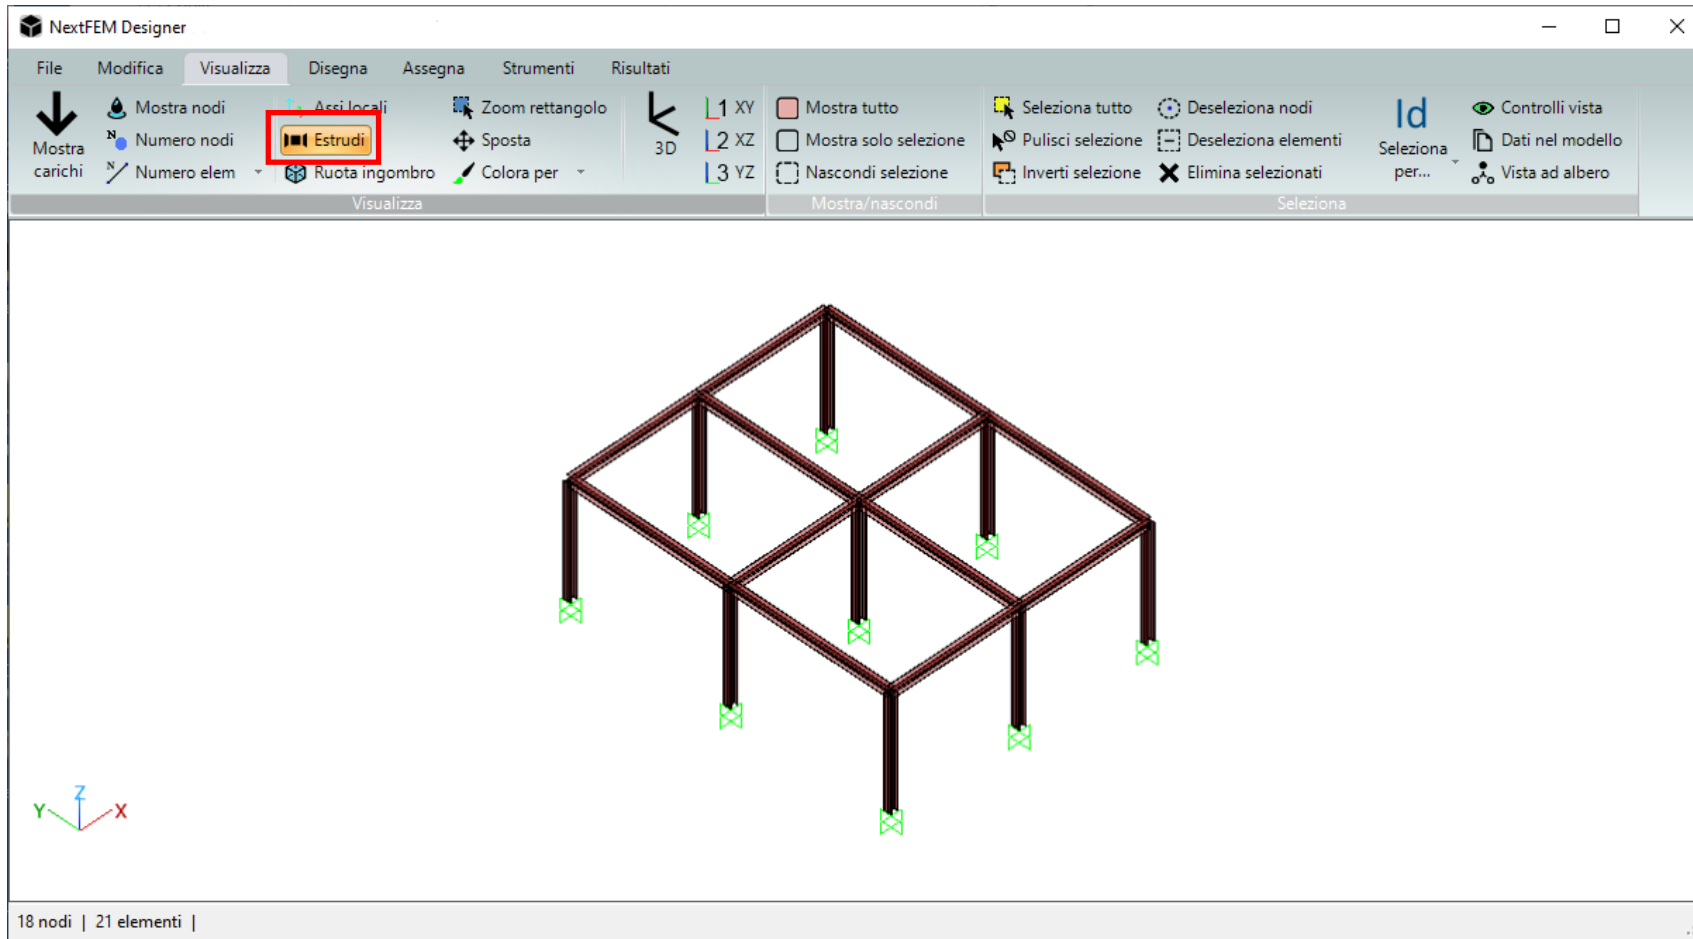 NextFEM Designer
File Modifica Visualizza Disegna Assegna Strumenti Risultati
Mostra carichi
Mostra nodi
Numero nodi
Numero elem
Assi locali
Estrudi
Ruota ingombro
Zoom rettangolo
Sposta
Colora per
3D
1 XY
2 XZ
3 YZ
Visualizza
Mostra tutto
Mostra solo selezione
Nascondi selezione
Mostra/nascondi
Seleziona tutto
Pulisci selezione
Inverti selezione
Deseleziona nodi
Deseleziona elementi
Elimina selezionati
Id
Seleziona per...
Controlli vista
Dati nel modello
Vista ad albero
Seleziona
Z
Y X
18 nodi | 21 elementi |